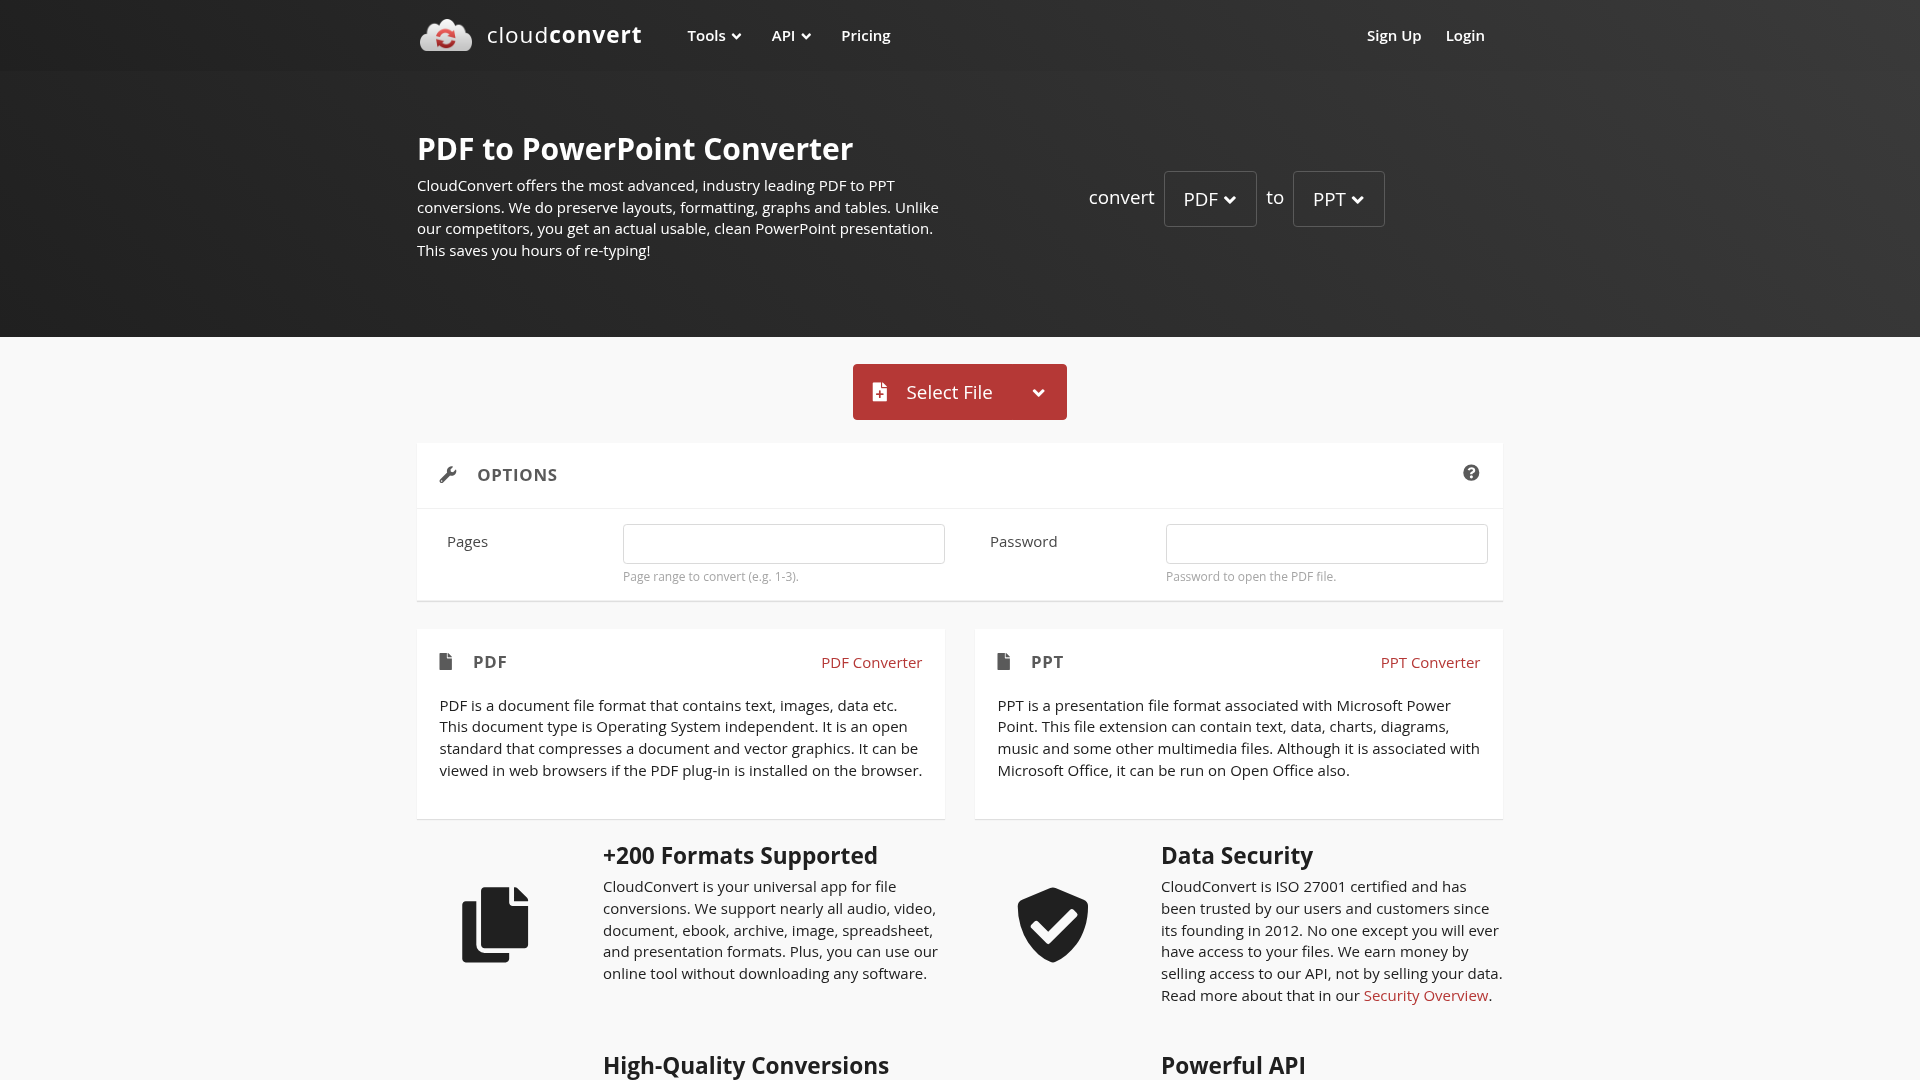 cloudconvert
Tools
API
Pricing
Sign Up
Login
PDF to PowerPoint Converter
CloudConvert offers the most advanced, industry leading PDF to PPT
conversions. We do preserve layouts, formatting, graphs and tables. Unlike
our competitors, you get an actual usable, clean PowerPoint presentation.
This saves you hours of re-typing!
convert
PDF
to
PPT
Select File
OPTIONS
Pages
Page range to convert (e.g. 1-3).
Password
Password to open the PDF file.
PDF
PDF Converter
PDF is a document file format that contains text, images, data etc.
This document type is Operating System independent. It is an open
standard that compresses a document and vector graphics. It can be
viewed in web browsers if the PDF plug-in is installed on the browser.
PPT
PPT Converter
PPT is a presentation file format associated with Microsoft Power
Point. This file extension can contain text, data, charts, diagrams,
music and some other multimedia files. Although it is associated with
Microsoft Office, it can be run on Open Office also.
+200 Formats Supported
CloudConvert is your universal app for file
conversions. We support nearly all audio, video,
document, ebook, archive, image, spreadsheet,
and presentation formats. Plus, you can use our
online tool without downloading any software.
Data Security
CloudConvert is ISO 27001 certified and has
been trusted by our users and customers since
its founding in 2012. No one except you will ever
have access to your files. We earn money by
selling access to our API, not by selling your data.
Read more about that in our Security Overview.
High-Quality Conversions
Powerful API